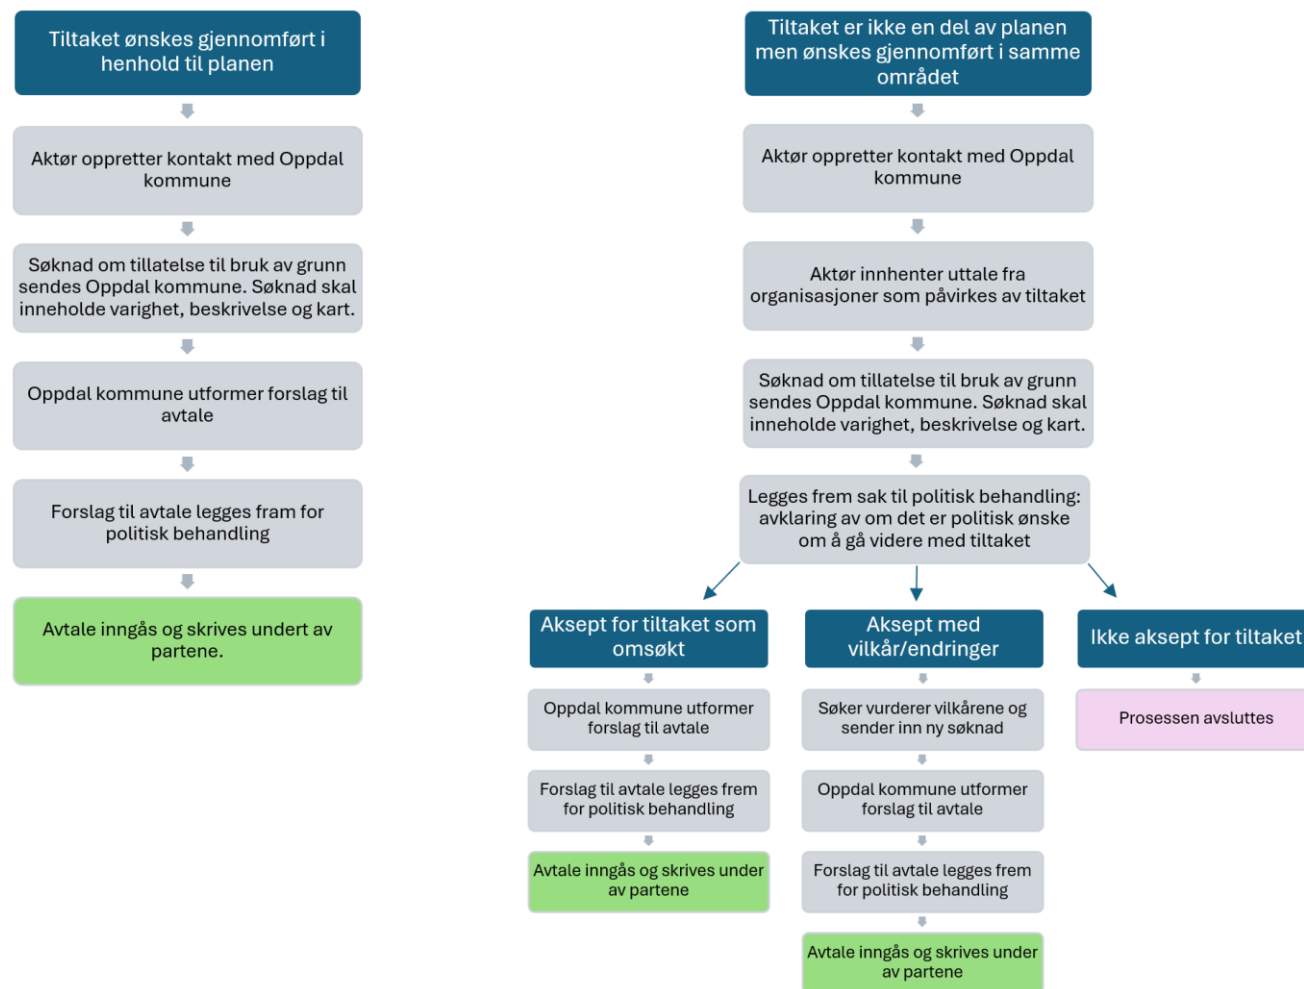 Tiltaket ønskes gjennomført i
henhold til planen
Aktør oppretter kontakt med Oppdal
kommune
Søknad om tillatelse til bruk av grunn
sendes Oppdal kommune. Søknad skal
inneholde varighet, beskrivelse og kart.
Oppdal kommune utformer forslag til
avtale
Forslag til avtale legges fram for
politisk behandling
Avtale inngås og skrives undert av
partene.
Tiltaket er ikke en del av planen
men ønskes gjennomført i samme
området
Aktør oppretter kontakt med Oppdal
kommune
Aktør innhenter uttale fra
organisasjoner som påvirkes av tiltaket
Søknad om tillatelse til bruk av grunn
sendes Oppdal kommune. Søknad skal
inneholde varighet, beskrivelse og kart.
Legges frem sak til politisk behandling:
avklaring av om det er politisk ønske
om å gå videre med tiltaket
Aksept for tiltaket som
omsøkt
Oppdal kommune utformer
forslag til avtale
Forslag til avtale legges frem
for politisk behandling
Avtale inngås og skrives under
av partene
Aksept med
vilkår/endringer
Søker vurderer vilkårene og
sender inn ny søknad
Oppdal kommune utformer
forslag til avtale
Forslag til avtale legges frem
for politisk behandling
Avtale inngås og skrives under
av partene
Ikke aksept for tiltaket
Prosessen avsluttes